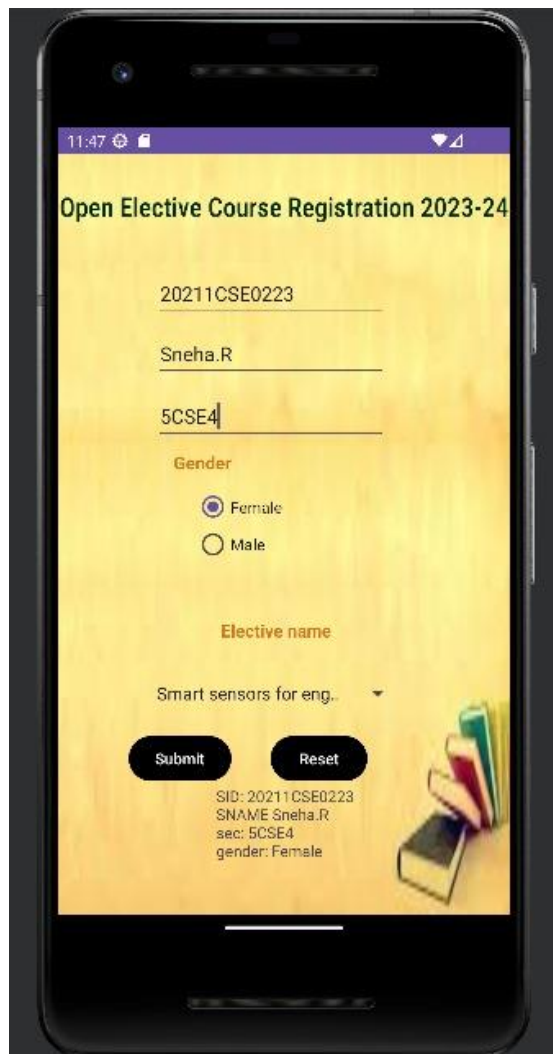 11:47
Open Elective Course Registration 2023-24
20211CSE0223
Sneha.R
5CSE4
Gender
Female
Male
Elective name
Smart sensors for eng..
Submit Reset
SID: 20211CSE0223
SNAME Sneha.R
sec: 5CSE4
gender: Female